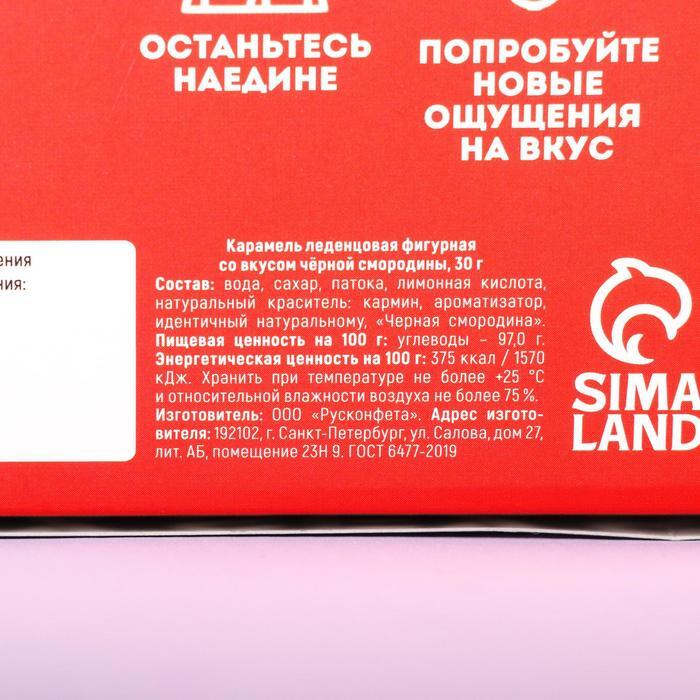 ОСТАНЬТЕСЬ
НАЕДИНЕ
ПОПРОБУЙТЕ
НОВЫЕ
ОЩУЩЕНИЯ
НА ВКУС
ения
ния:
Карамель леденцовая фигурная
со вкусом чёрной смородины, 30 г
Состав: вода, сахар, патока, лимонная кислота,
натуральный краситель: кармин, ароматизатор,
идентичный натуральному, «Черная смородина».
Пищевая ценность на 100 г: углеводы – 97,0 г.
Энергетическая ценность на 100 г: 375 ккал / 1570
кДж. Хранить при температуре не более +25 °C
и относительной влажности воздуха не более 75 %.
Изготовитель: ООО «Русконфета». Адрес изгото-
вителя: 192102, г. Санкт-Петербург, ул. Салова, дом 27,
лит. АБ, помещение 23Н 9. ГОСТ 6477-2019
SIMA
LAND